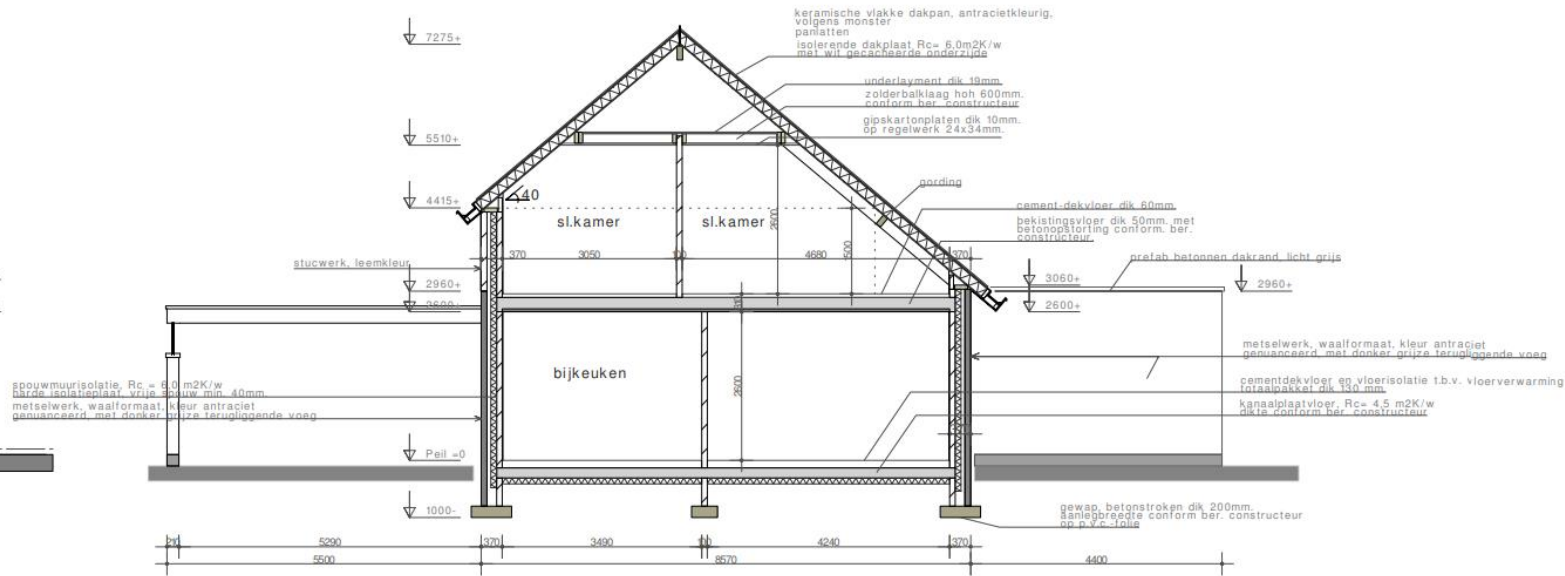 keramische vlakke dakpan, antracietkleurig,
volgens monster
panlatten
isolerende dakplaat Rc= 6,0m2K/w
met wit gecacheerde onderzijde
7275+
underlayment dik 19mm.
zolderbalklaag hoh 600mm.
conform ber. constructeur
gipskartonplaten dik 10mm.
op regelwerk 24x34mm.
5510+
gording
40
4415+
cement-dekvloer dik 60mm.
sl.kamer
sl.kamer
2600
bekistingsvloer dik 50mm. met
betonopstorting conform. ber.
constructeur.
370
3050
100
4680
1500
370
stucwerk, leemkleur
prefab betonnen dakrand, licht grijs
2960+
3060+
2960+
2600+
2600+
310
metselwerk, waalformaat, kleur antraciet
genuanceerd, met donker grijze terugliggende voeg
bijkeuken
2600
spouwmuurisolatie, Rc = 6,0 m2K/w
harde isolatieplaat, vrije spouw min. 40mm.
metselwerk, waalformaat, kleur antraciet
genuanceerd, met donker grijze terugliggende voeg
cementdekvloer en vloerisolatie t.b.v. vloerverwarming
totaalpakket dik 130 mm.
kanaalplaatvloer, Rc= 4,5 m2K/w
dikte conform ber. constructeur
Peil =0
1000-
gewap. betonstroken dik 200mm.
aanlegbreedte conform ber. constructeur
op p.v.c.-folie
210
5290
370
3490
100
4240
370
5500
8570
4400